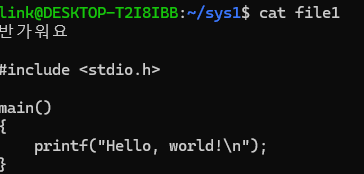 link@DESKTOP-T2I8IBB:~/sys1$ cat file1
반가워요
#include <stdio.h>
main()
{
    printf("Hello, world!\n");
}